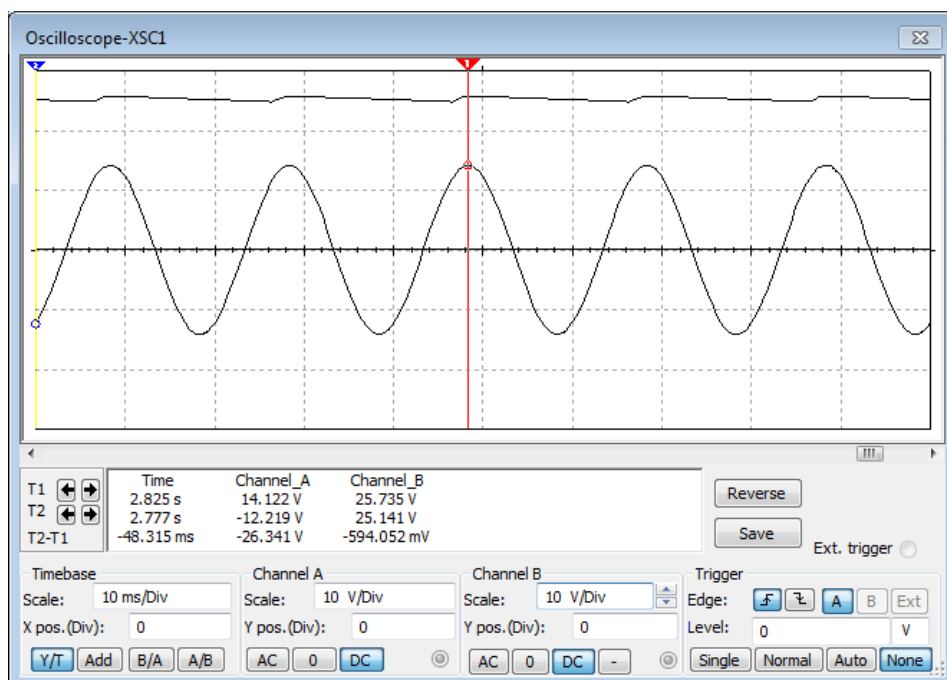 Oscilloscope-XSC1
2 1
Time Channel_A Channel_B
T1 2.825 s 14.122 V 25.735 V
T2 2.777 s -12.219 V 25.141 V
T2-T1 -48.315 ms -26.341 V -594.052 mV
Reverse
Save
Ext. trigger
Timebase Channel A Channel B Trigger
Scale: 10 ms/Div Scale: 10 V/Div Scale: 10 V/Div Edge: A B Ext
X pos.(Div): 0 Y pos.(Div): 0 Y pos.(Div): 0 Level: 0 V
Y/T Add B/A A/B AC 0 DC AC 0 DC - Single Normal Auto None